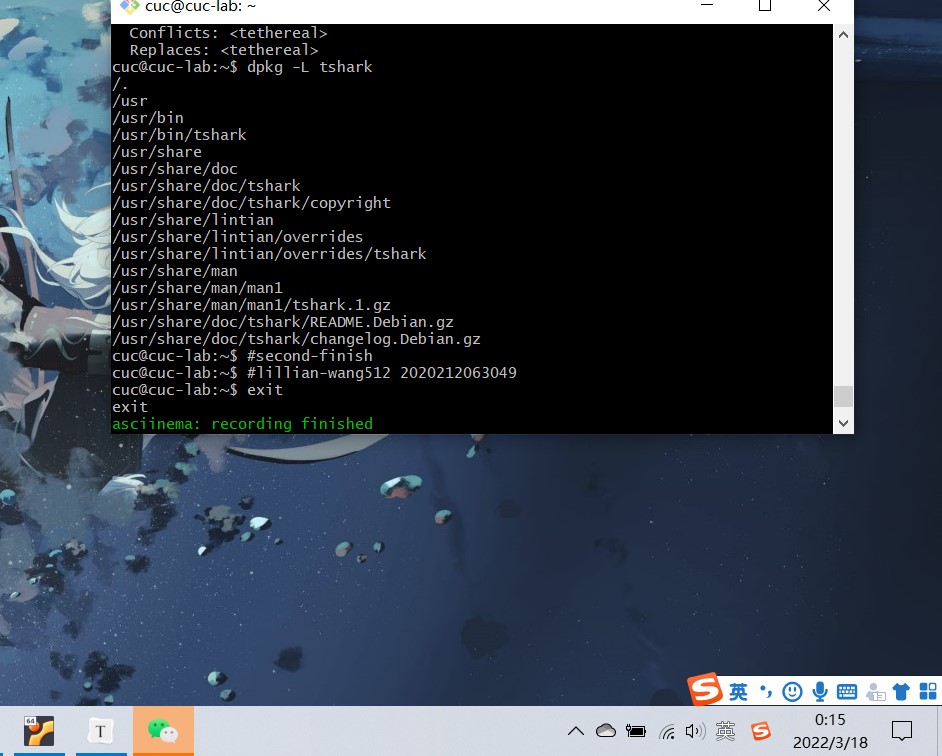 cuc@cuc-lab: ~
  Conflicts: <tethereal>
  Replaces: <tethereal>
cuc@cuc-lab:~$ dpkg -L tshark
/.
/usr
/usr/bin
/usr/bin/tshark
/usr/share
/usr/share/doc
/usr/share/doc/tshark
/usr/share/doc/tshark/copyright
/usr/share/lintian
/usr/share/lintian/overrides
/usr/share/lintian/overrides/tshark
/usr/share/man
/usr/share/man/man1
/usr/share/man/man1/tshark.1.gz
/usr/share/doc/tshark/README.Debian.gz
/usr/share/doc/tshark/changelog.Debian.gz
cuc@cuc-lab:~$ #second-finish
cuc@cuc-lab:~$ #lillian-wang512 2020212063049
cuc@cuc-lab:~$ exit
exit
asciinema: recording finished
S 英
64 T 英 S 0:15
2022/3/18